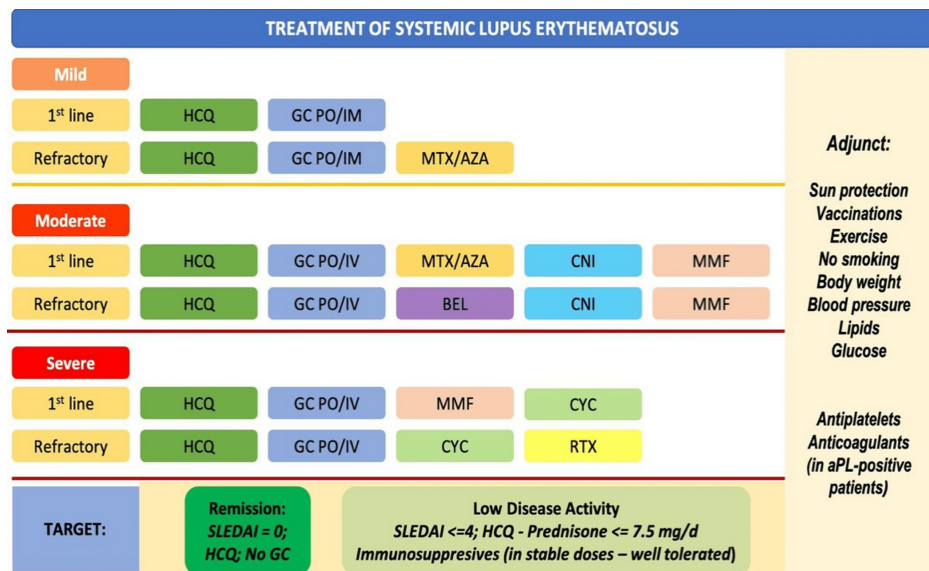 TREATMENT OF SYSTEMIC LUPUS ERYTHEMATOSUS
Mild
1st line HCQ GC PO/IM
Refractory HCQ GC PO/IM MTX/AZA
Moderate
1st line HCQ GC PO/IV MTX/AZA CNI MMF
Refractory HCQ GC PO/IV BEL CNI MMF
Severe
1st line HCQ GC PO/IV MMF CYC
Refractory HCQ GC PO/IV CYC RTX
Adjunct:
Sun protection
Vaccinations
Exercise
No smoking
Body weight
Blood pressure
Lipids
Glucose
Antiplatelets
Anticoagulants
(in aPL-positive
patients)
TARGET:
Remission:
SLEDAI = 0;
HCQ; No GC
Low Disease Activity
SLEDAI <=4; HCQ - Prednisone <= 7.5 mg/d
Immunosuppresives (in stable doses – well tolerated)